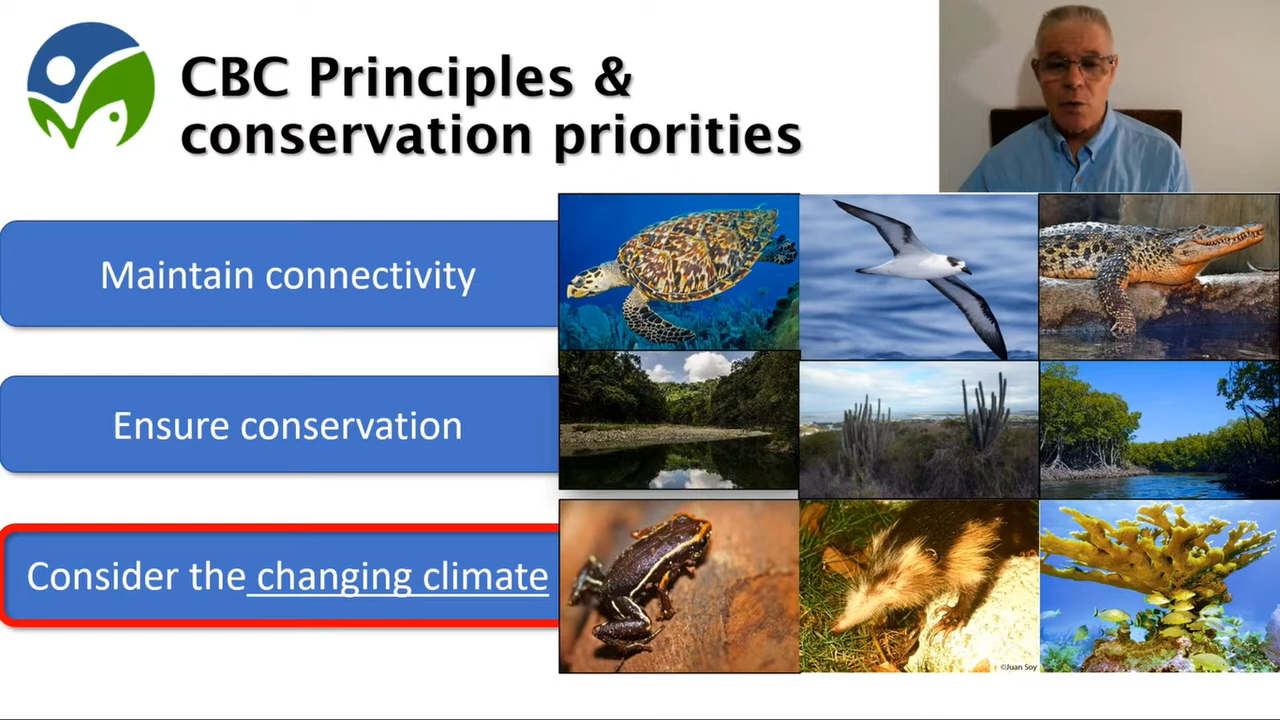 CBC Principles &
conservation priorities
Maintain connectivity
Ensure conservation
Consider the changing climate
©Juan Soy